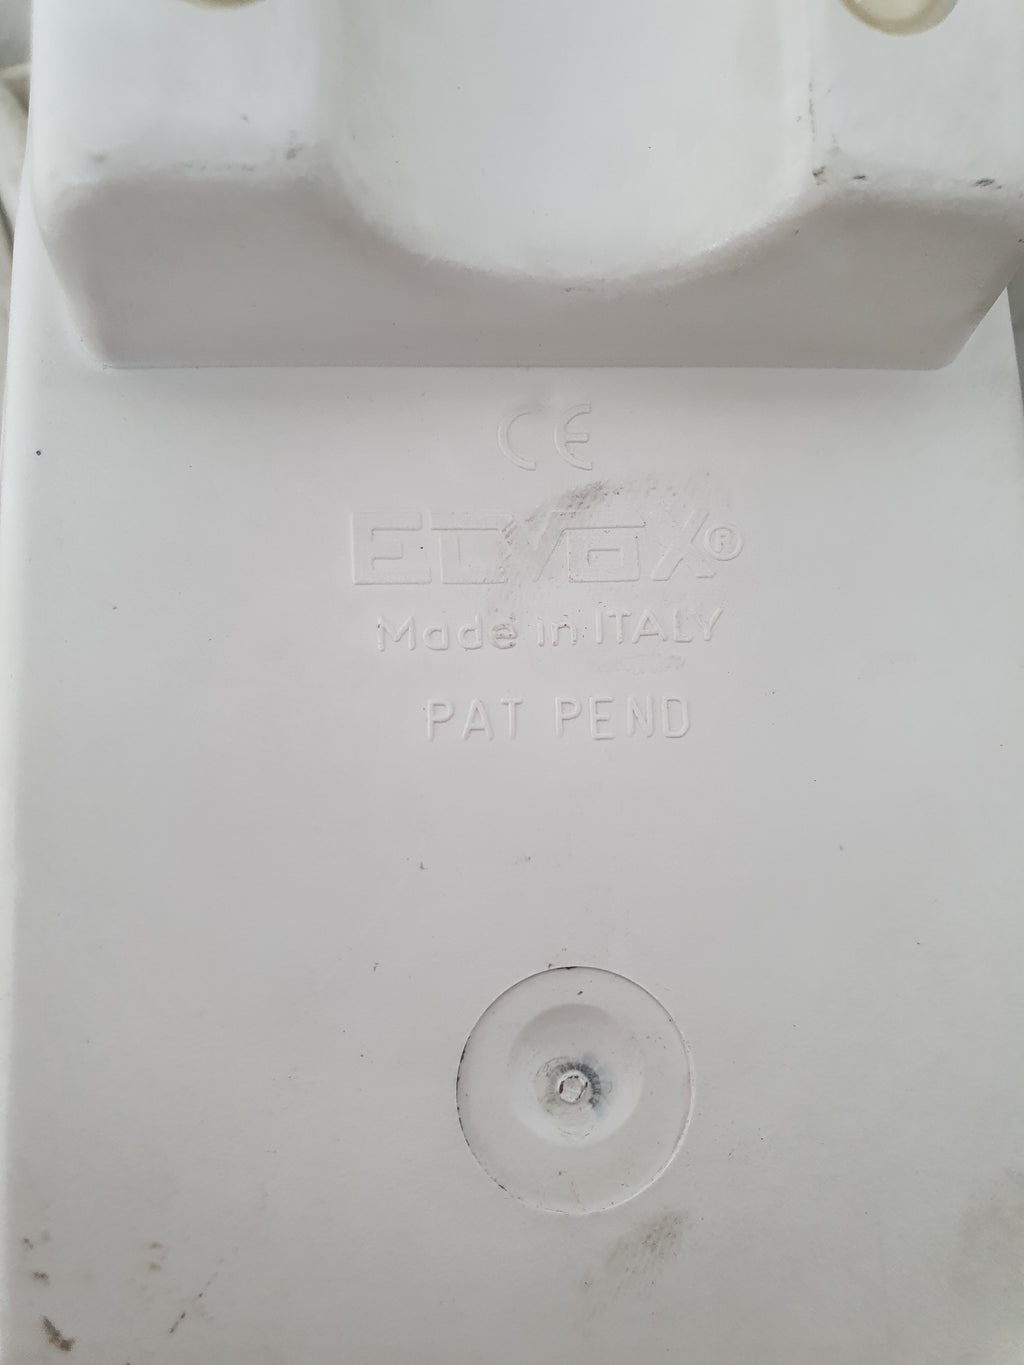 CE
ELVOX®
Made in ITALY
PAT PEND